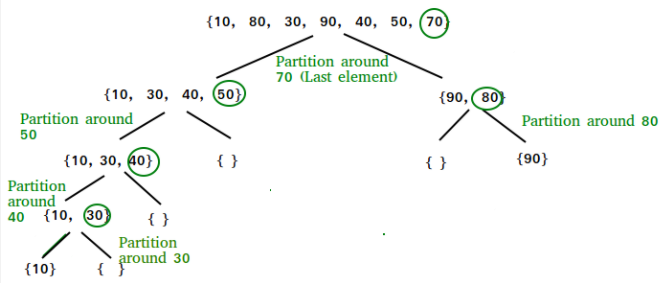 {10, 80, 30, 90, 40, 50, 70}
Partition around
70 (Last element)
{10, 30, 40, 50}
{90, 80}
Partition around
50
Partition around 80
{10, 30, 40}
{ }
{ }
{90}
Partition
around
40
{10, 30}
{ }
Partition
around 30
{10}
{ }